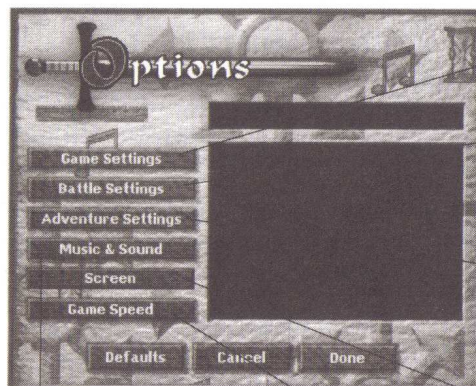 Options
Game Settings
Battle Settings
Adventure Settings
Music & Sound
Screen
Game Speed
Defaults Cancel Done